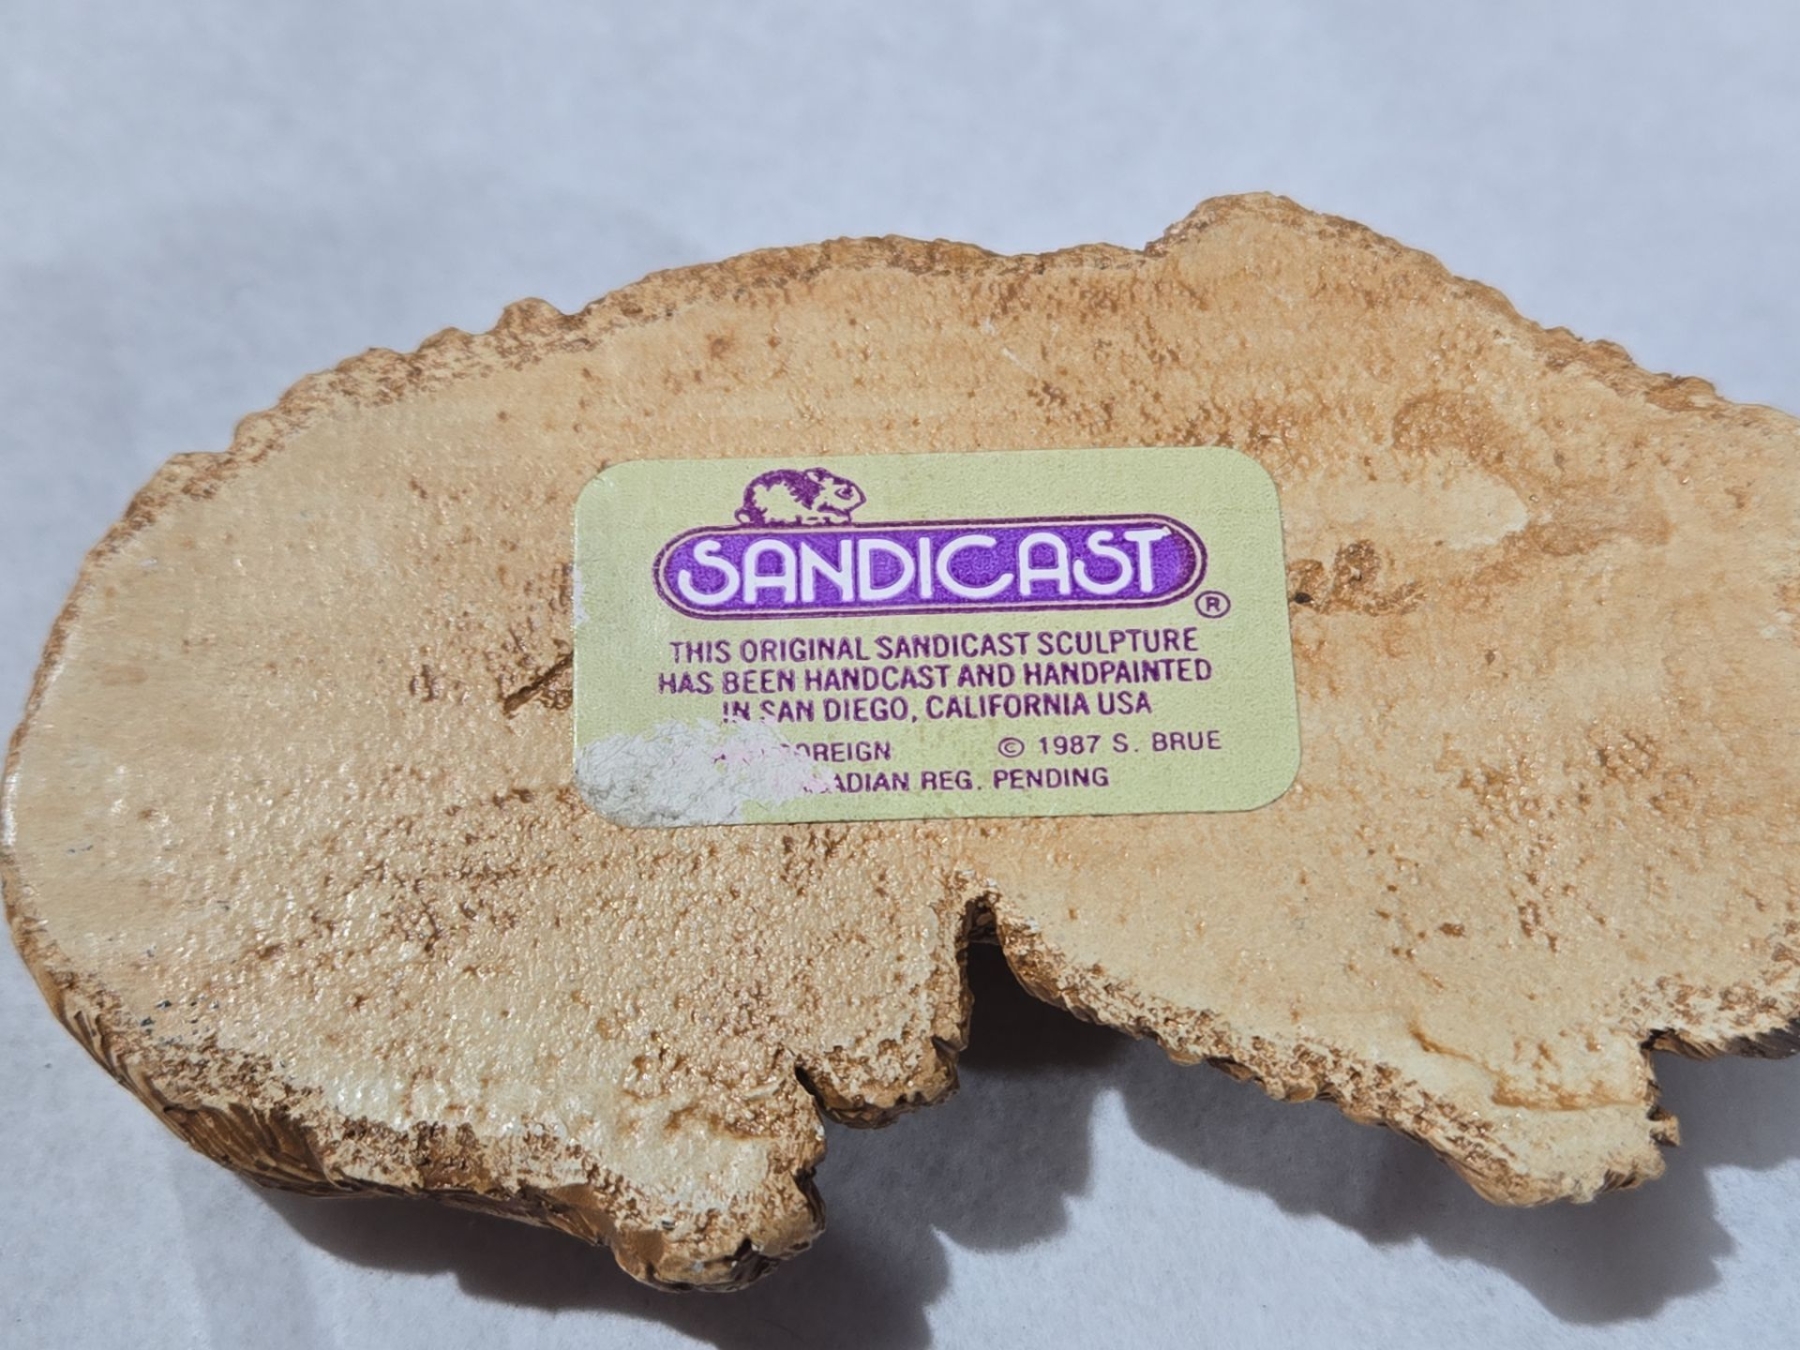 SANDICAST ®
THIS ORIGINAL SANDICAST SCULPTURE
HAS BEEN HANDCAST AND HANDPAINTED
IN SAN DIEGO, CALIFORNIA USA
© 1987 S. BRUE
REG. PENDING